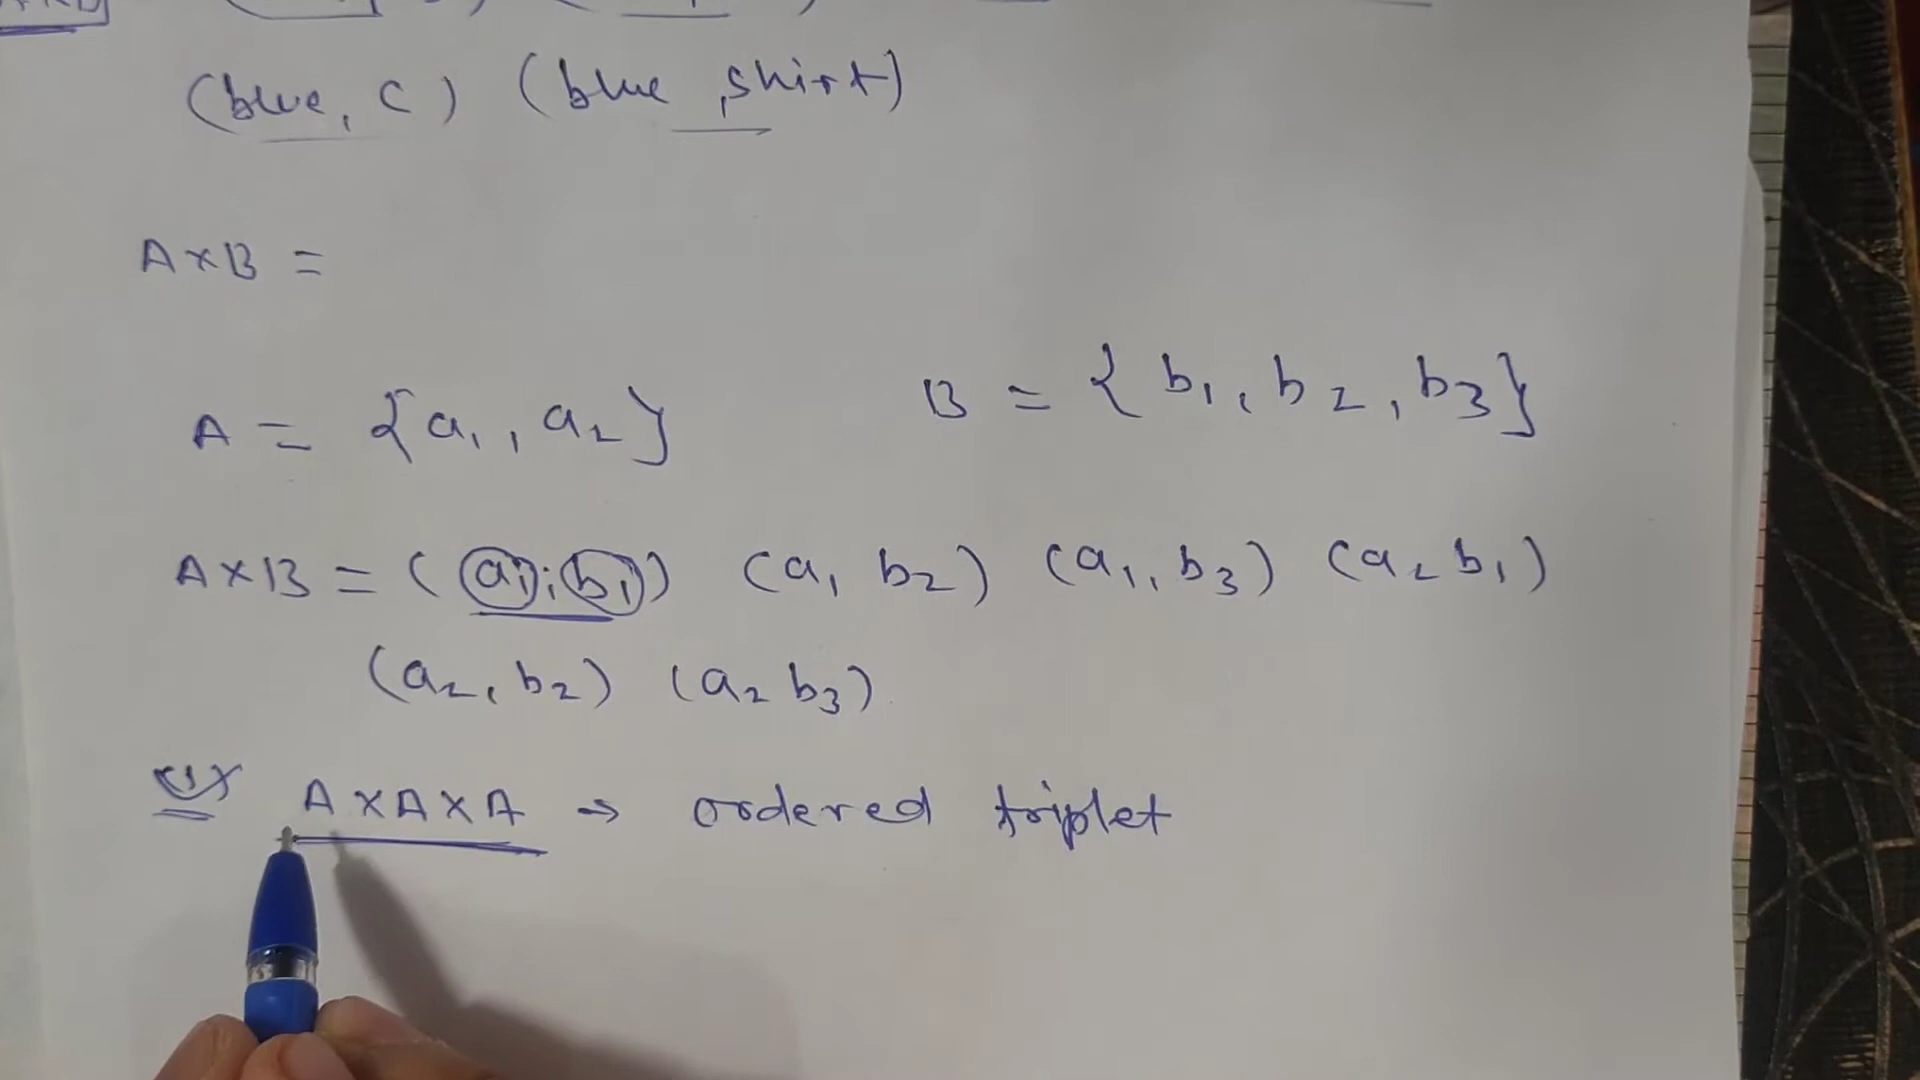 (blue, c) (blue, shirt)
A×B =
A = {a₁, a₂} B = {b₁, b₂, b₃}
A×B = (a₁, b₁) (a₁ b₂) (a₁, b₃) (a₂ b₁)
(a₂, b₂) (a₂ b₃)
A×A×A → ordered triplet